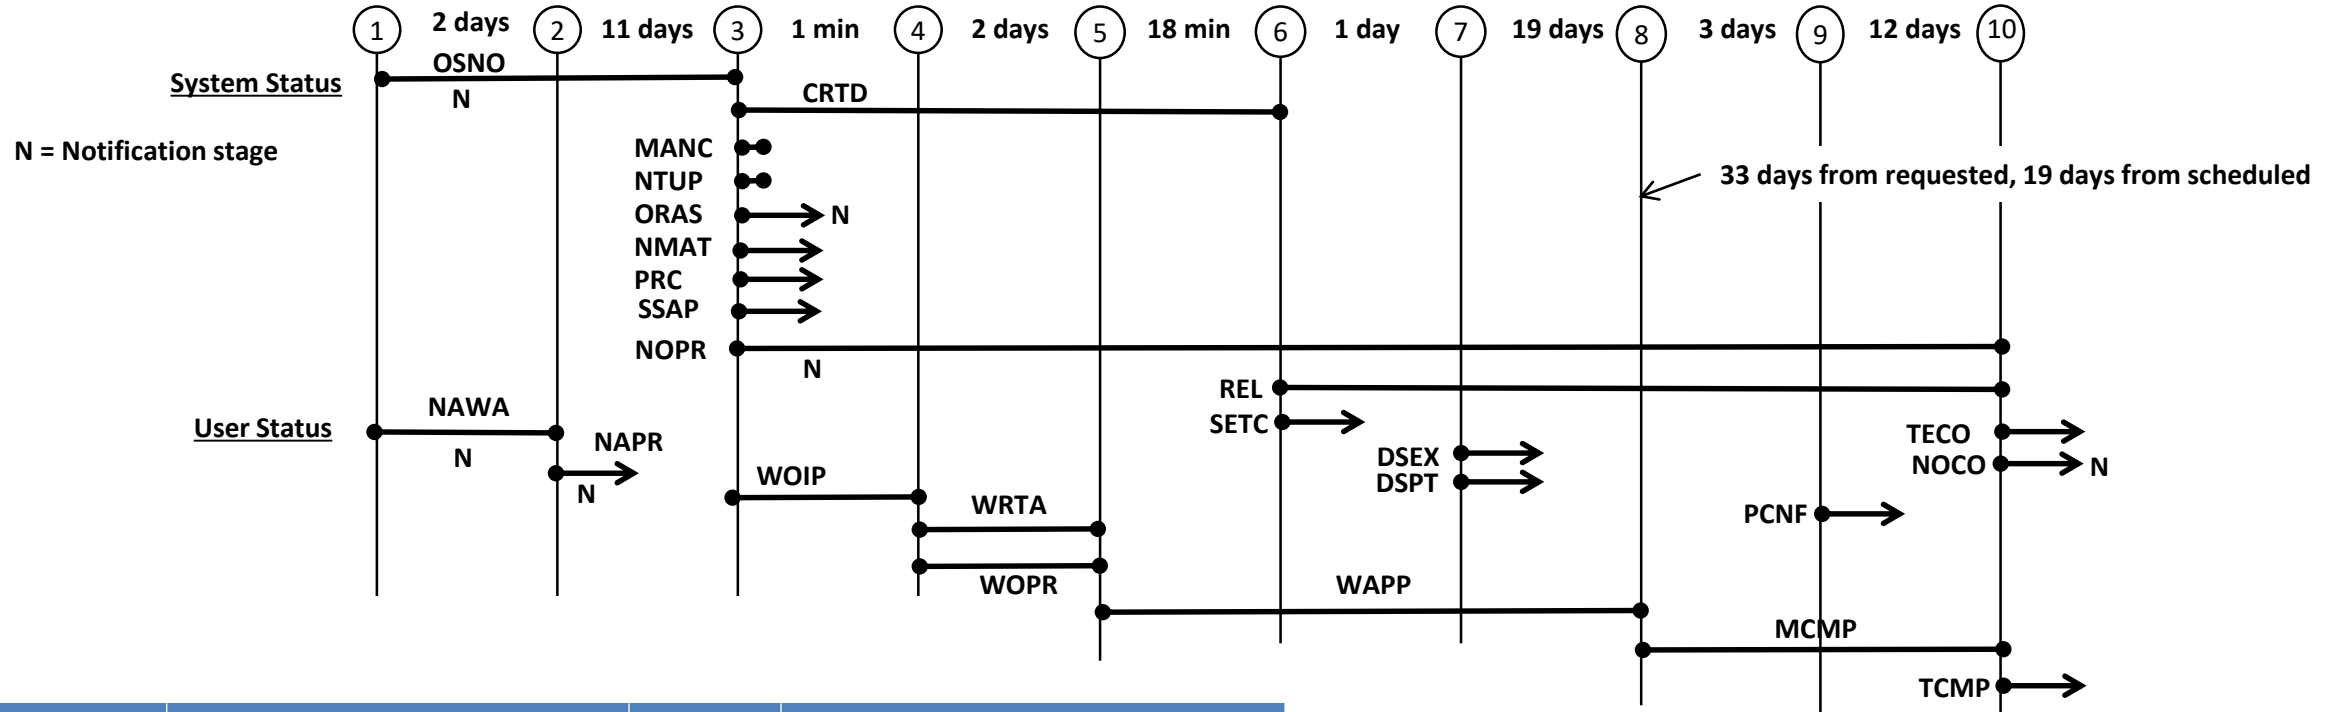 1 2 days 2 11 days 3 1 min 4 2 days 5 18 min 6 1 day 7 19 days 8 3 days 9 12 days 10
OSNO
System Status
N
CRTD
N = Notification stage
MANC
33 days from requested, 19 days from scheduled
NTUP
ORAS N
NMAT
PRC
SSAP
NOPR
N
REL
NAWA
SETC
User Status
TECO
NAPR
N
DSEX
NOCO N
DSPT
N
WOIP
WRTA
PCNF
WOPR
WAPP
MCMP
TCMP